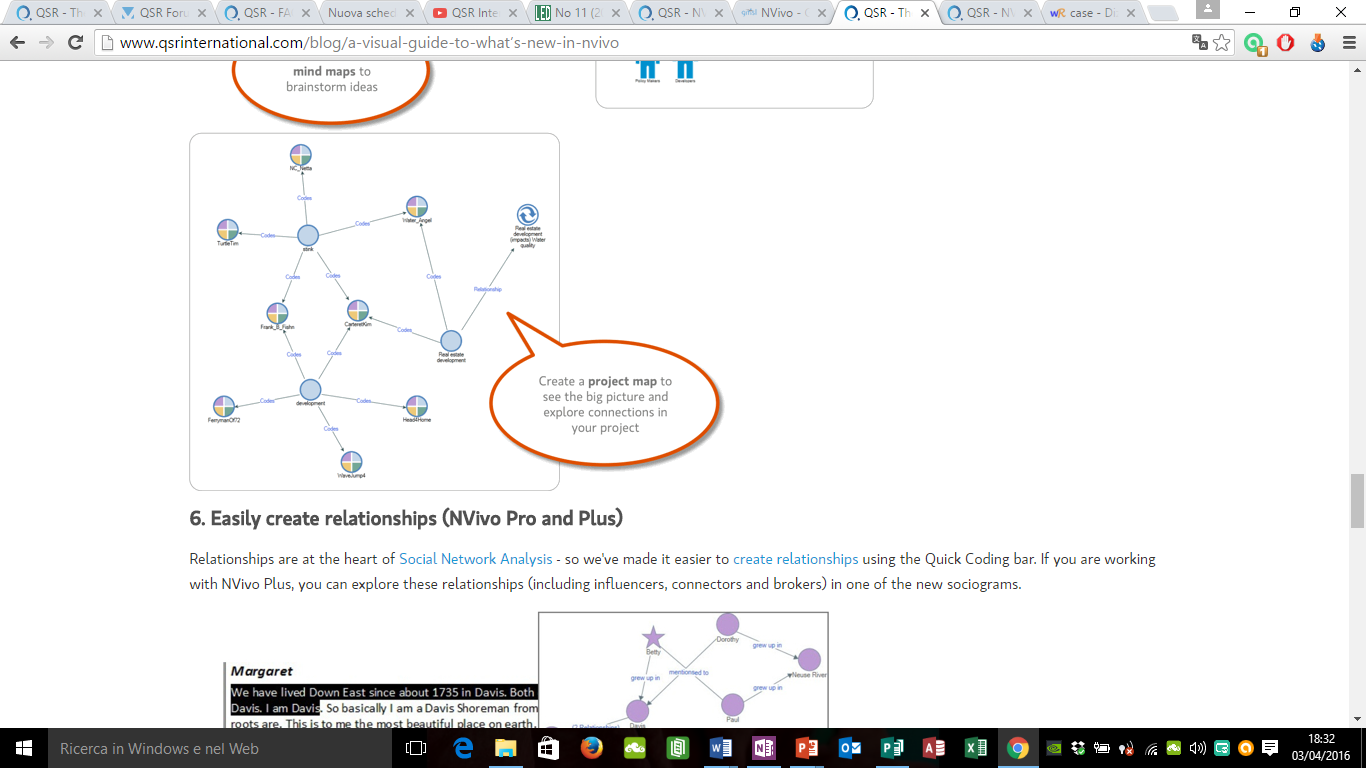 QSR - Th
QSR Foru
QSR - FA
Nuova sched
QSR Inte
No 11 (2
QSR - NV
NVivo -
QSR - Th
QSR - NV
case - Di
www.qsrinternational.com/blog/a-visual-guide-to-what's-new-in-nvivo
mind maps to
brainstorm ideas
Policy Makers
Developers
NC_Netta
Codes
TurtleTim
Codes
stink
Codes
Water_Angel
Real estate
development
(impacts) Water
quality
Codes
Codes
Codes
Relationship
Frank_B_Fishn
CarteretKim
Codes
Real estate
development
Codes
Codes
FerrymanOf72
Codes
development
Codes
Head4Home
Codes
WaveJump4
Create a project map to
see the big picture and
explore connections in
your project
6. Easily create relationships (NVivo Pro and Plus)
Relationships are at the heart of Social Network Analysis - so we've made it easier to create relationships using the Quick Coding bar. If you are working
with NVivo Plus, you can explore these relationships (including influencers, connectors and brokers) in one of the new sociograms.
Margaret
We have lived Down East since about 1735 in Davis. Both
Davis. I am Davis. So basically I am a Davis Shoreman from
roots are. This is to me the most beautiful place on earth.
Betty
Dorothy
grew up in
Neuse River
grew up in
grew up in
Paul
Davis
(2 Relationships)
Ricerca in Windows e nel Web
18:32
03/04/2016